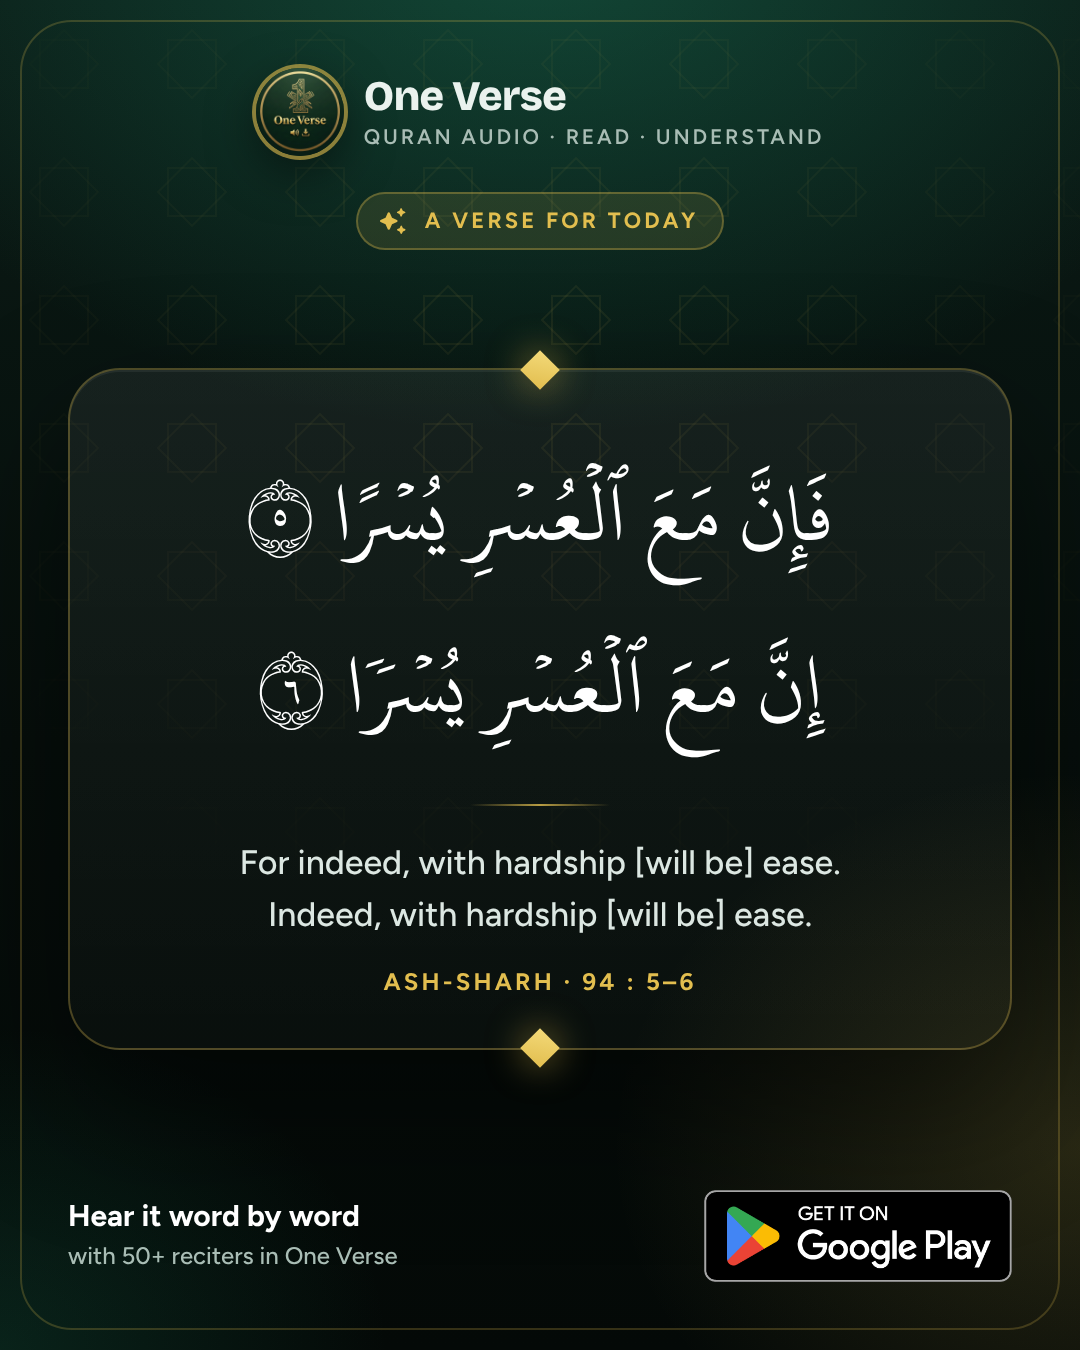 One Verse
One Verse
QURAN AUDIO · READ · UNDERSTAND
A VERSE FOR TODAY
فَإِنَّ مَعَ ٱلۡعُسۡرِ يُسۡرًا ٥
إِنَّ مَعَ ٱلۡعُسۡرِ يُسۡرٗا ٦
For indeed, with hardship [will be] ease.
Indeed, with hardship [will be] ease.
ASH-SHARH · 94 : 5–6
Hear it word by word
with 50+ reciters in One Verse
GET IT ON
Google Play